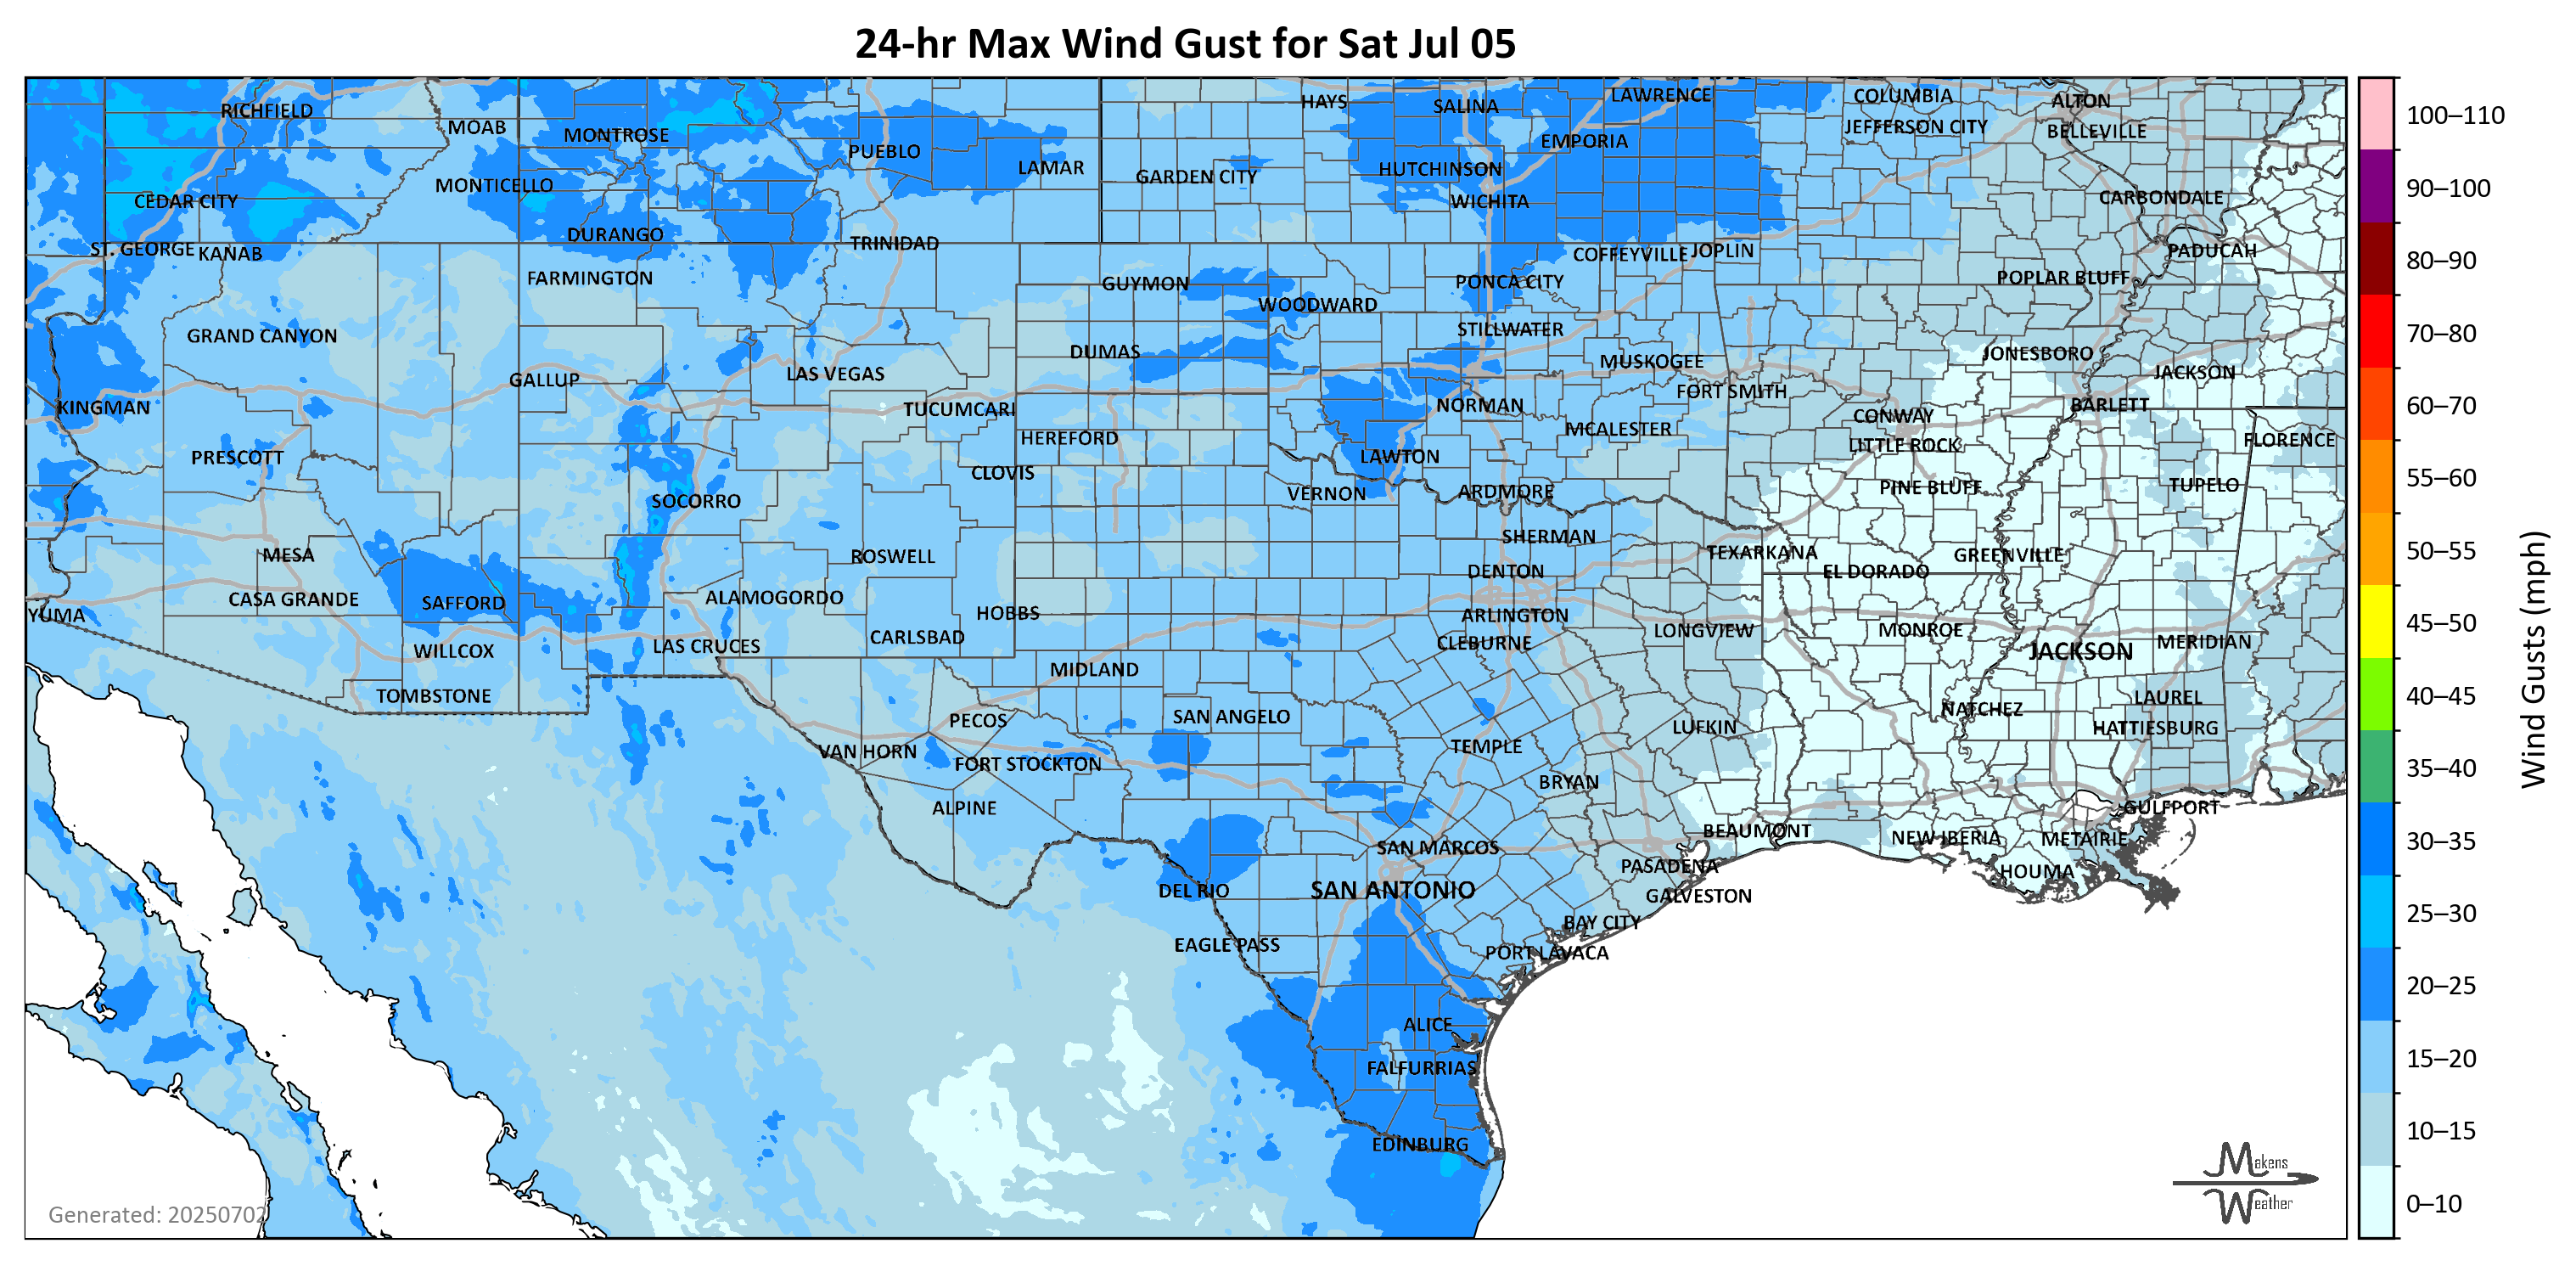 24-hr Max Wind Gust for Sat Jul 05
RICHFIELD
MOAB
MONTROSE
PUEBLO
LAMAR
HAYS
SALINA
LAWRENCE
COLUMBIA
ALTON
JEFFERSON CITY
BELLEVILLE
EMPORIA
HUTCHINSON
GARDEN CITY
MONTICELLO
CEDAR CITY
WICHITA
CARBONDALE
DURANGO
TRINIDAD
ST. GEORGE
KANAB
COFFEYVILLE
JOPLIN
PADUCAH
FARMINGTON
GUYMON
PONCA CITY
POPLAR BLUFF
WOODWARD
GRAND CANYON
STILLWATER
DUMAS
MUSKOGEE
JONESBORO
GALLUP
LAS VEGAS
JACKSON
FORT SMITH
KINGMAN
TUCUMCARI
NORMAN
BARLETT
CONWAY
HEREFORD
MCALESTER
LITTLE ROCK
FLORENCE
PRESCOTT
CLOVIS
LAWTON
SOCORRO
VERNON
ARDMORE
PINE BLUFF
TUPELO
SHERMAN
MESA
ROSWELL
TEXARKANA
GREENVILLE
DENTON
EL DORADO
CASA GRANDE
SAFFORD
ALAMOGORDO
HOBBS
YUMA
ARLINGTON
CARLSBAD
CLEBURNE
LONGVIEW
MONROE
WILLCOX
LAS CRUCES
JACKSON
MERIDIAN
MIDLAND
TOMBSTONE
LAUREL
PECOS
SAN ANGELO
NATCHEZ
LUFKIN
HATTIESBURG
VAN HORN
TEMPLE
FORT STOCKTON
BRYAN
ALPINE
GULFPORT
BEAUMONT
NEW IBERIA
METAIRIE
SAN MARCOS
PASADENA
HOUMA
DEL RIO
SAN ANTONIO
GALVESTON
BAY CITY
EAGLE PASS
PORT LAVACA
ALICE
FALFURRIAS
EDINBURG
Generated: 20250702
Makens
Weather
100–110
90–100
80–90
70–80
60–70
55–60
50–55
45–50
40–45
35–40
30–35
25–30
20–25
15–20
10–15
0–10
Wind Gusts (mph)